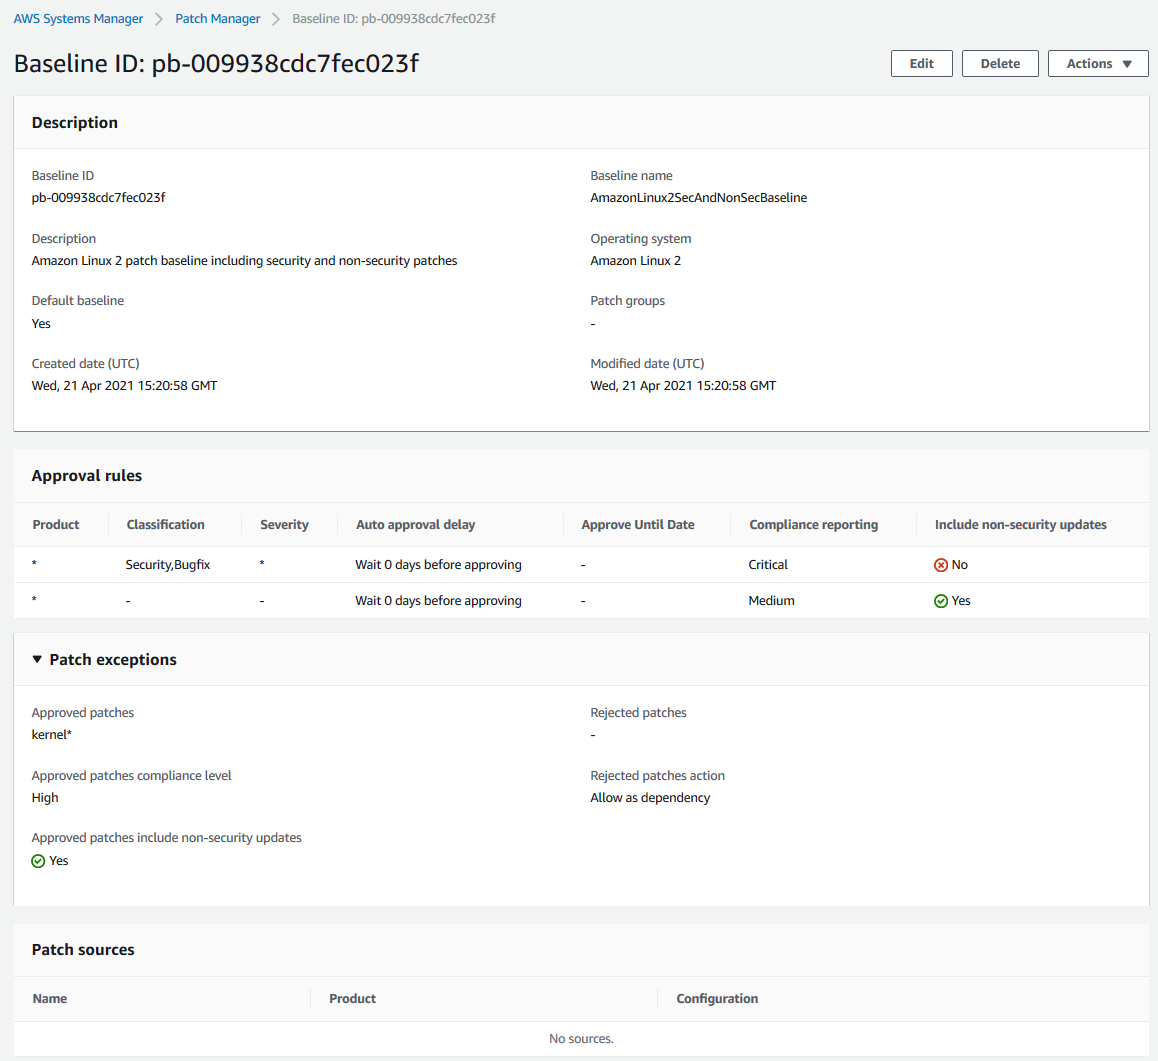 AWS Systems Manager > Patch Manager > Baseline ID: pb-009938cdc7fec023f
Baseline ID: pb-009938cdc7fec023f Edit Delete Actions ▼
Description
Baseline ID Baseline name
pb-009938cdc7fec023f AmazonLinux2SecAndNonSecBaseline
Description Operating system
Amazon Linux 2 patch baseline including security and non-security patches Amazon Linux 2
Default baseline Patch groups
Yes -
Created date (UTC) Modified date (UTC)
Wed, 21 Apr 2021 15:20:58 GMT Wed, 21 Apr 2021 15:20:58 GMT
Approval rules
Product Classification Severity Auto approval delay Approve Until Date Compliance reporting Include non-security updates
* Security,Bugfix * Wait 0 days before approving - Critical No
* - - Wait 0 days before approving - Medium Yes
▼ Patch exceptions
Approved patches Rejected patches
kernel* -
Approved patches compliance level Rejected patches action
High Allow as dependency
Approved patches include non-security updates
Yes
Patch sources
Name Product Configuration
No sources.